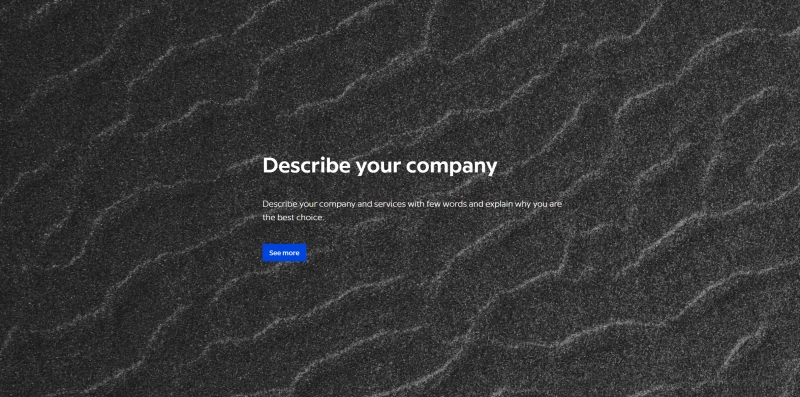 Describe your company
Describe your company and services with few words and explain why you are
the best choice.
See more